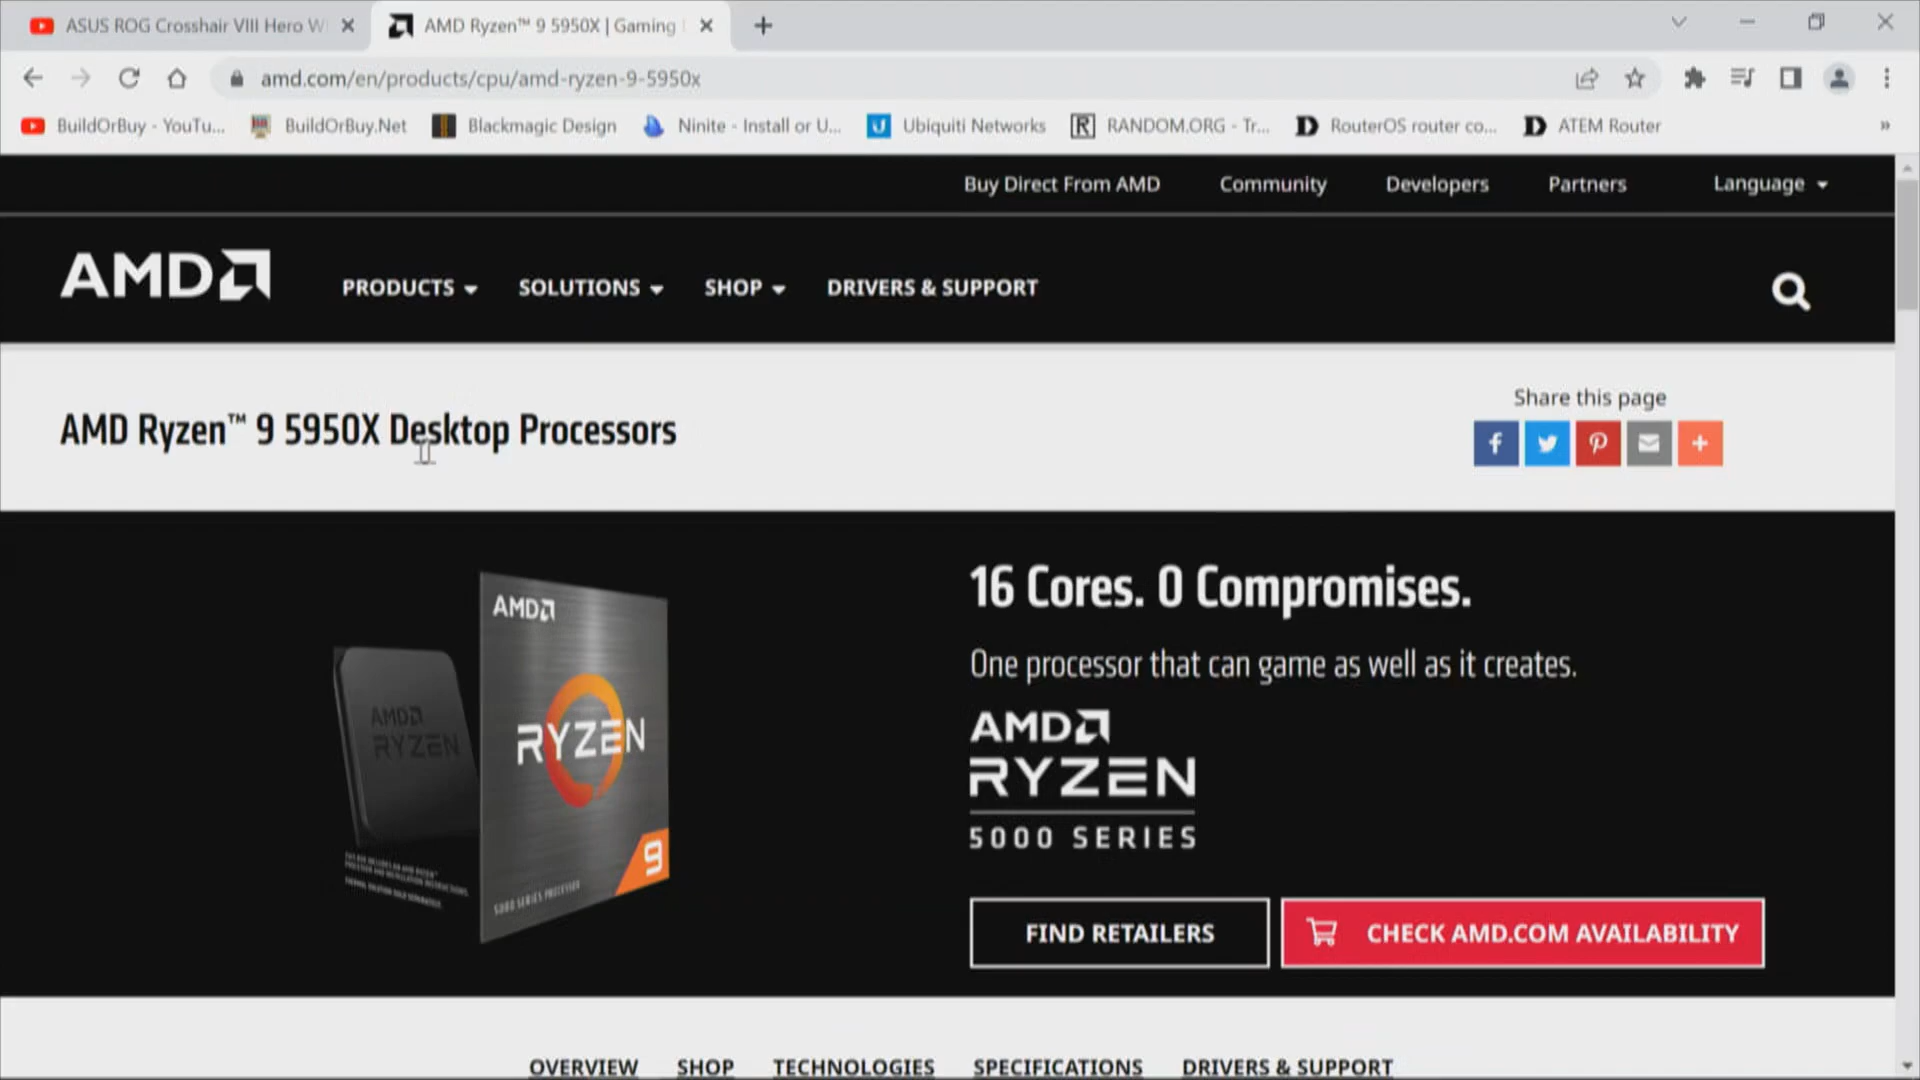 ASUS ROG Crosshair VIII Hero W
AMD Ryzen™ 9 5950X | Gaming
amd.com/en/products/cpu/amd-ryzen-9-5950x
BuildOrBuy - YouTu...
BuildOrBuy.Net
Blackmagic Design
Ninite - Install or U...
Ubiquiti Networks
RANDOM.ORG - Tr...
RouterOS router co...
ATEM Router
Buy Direct From AMD
Community
Developers
Partners
Language
AMD
PRODUCTS
SOLUTIONS
SHOP
DRIVERS & SUPPORT
AMD Ryzen™ 9 5950X Desktop Processors
Share this page
AMD
RYZEN
9
5000 SERIES PROCESSOR
AMD
RYZEN
16 Cores. 0 Compromises.
One processor that can game as well as it creates.
AMD
RYZEN
5000 SERIES
FIND RETAILERS
CHECK AMD.COM AVAILABILITY
OVERVIEW
SHOP
TECHNOLOGIES
SPECIFICATIONS
DRIVERS & SUPPORT